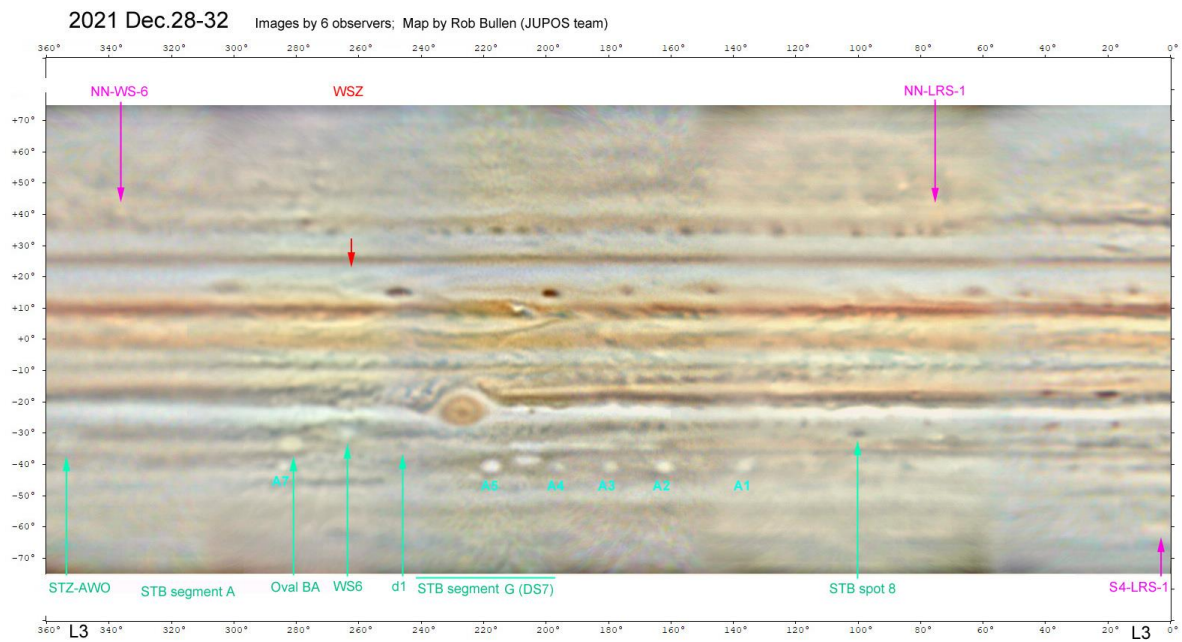 2021 Dec.28-32 Images by 6 observers; Map by Rob Bullen (JUPOS team)
360° 340° 320° 300° 280° 260° 240° 220° 200° 180° 160° 140° 120° 100° 80° 60° 40° 20° 0°
NN-WS-6 WSZ NN-LRS-1
+70°
+60°
+50°
+40°
+30°
+20°
+10°
+0°
-10°
-20°
-30°
-40°
A7 A5 A4 A3 A2 A1
-50°
-60°
-70°
STZ-AWO STB segment A Oval BA WS6 d1 STB segment G (DS7) STB spot 8 S4-LRS-1
360° L3 340° 320° 300° 280° 260° 240° 220° 200° 180° 160° 140° 120° 100° 80° 60° 40° 20° L3 0°